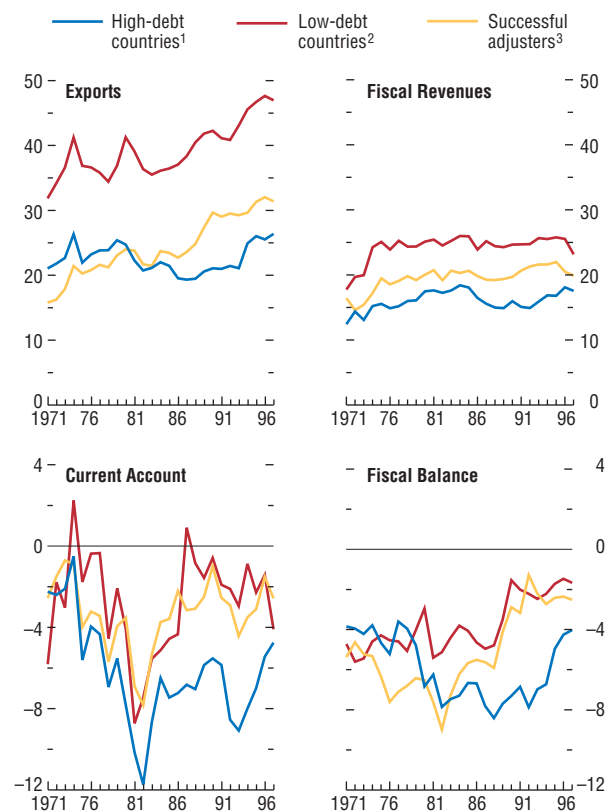 High-debt countries¹
Low-debt countries²
Successful adjusters³
Exports
50
40
30
20
10
0
1971 76 81 86 91 96
Fiscal Revenues
50
40
30
20
10
0
1971 76 81 86 91 96
Current Account
4
0
−4
−8
−12
1971 76 81 86 91 96
Fiscal Balance
4
0
−4
−8
−12
1971 76 81 86 91 96